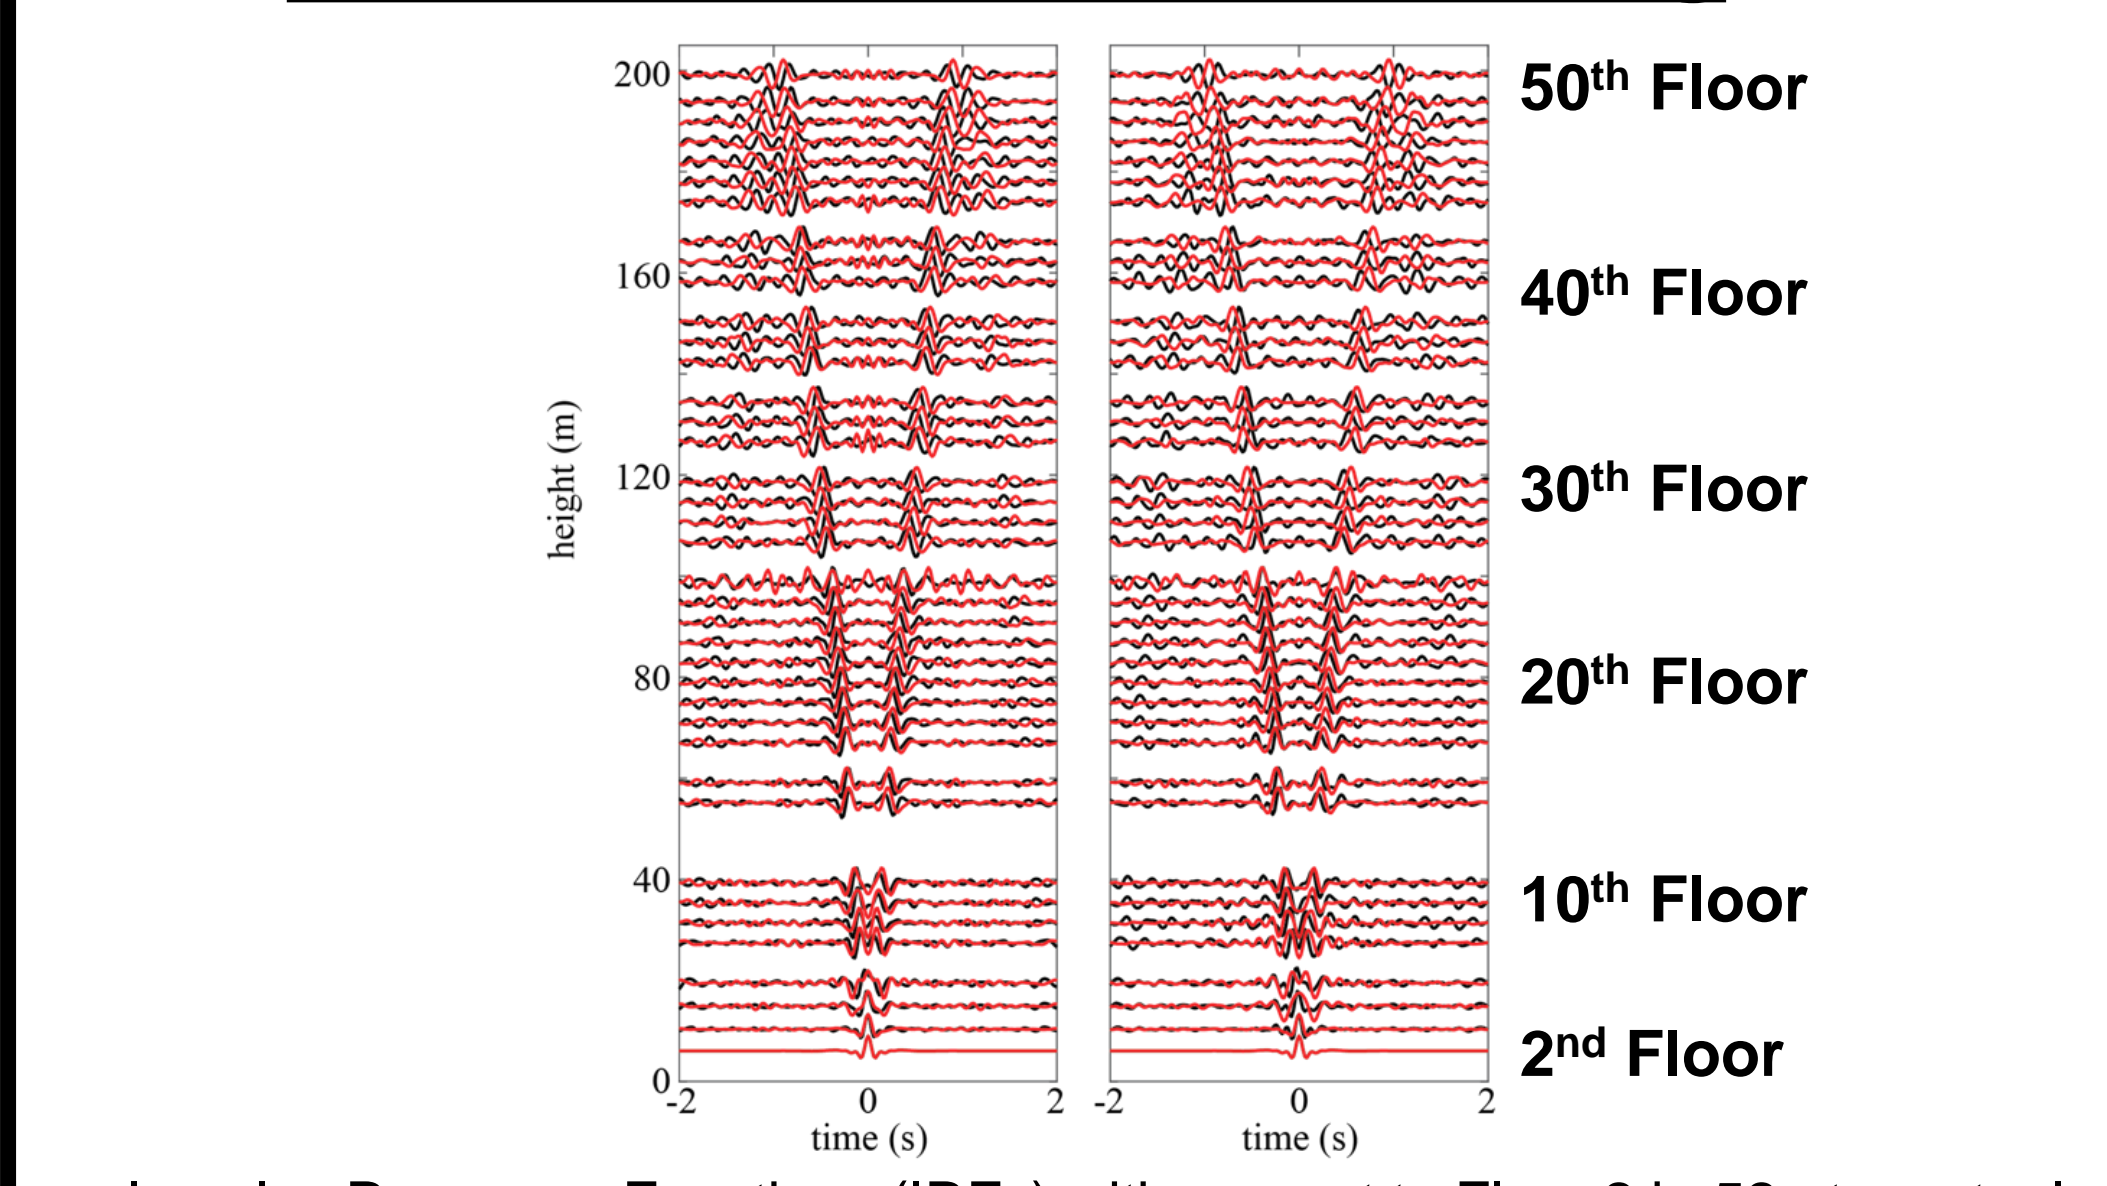 200
50th Floor
160
40th Floor
120
30th Floor
height (m)
80
20th Floor
40
10th Floor
2nd Floor
0
-2 0 2 -2 0 2
time (s) time (s)